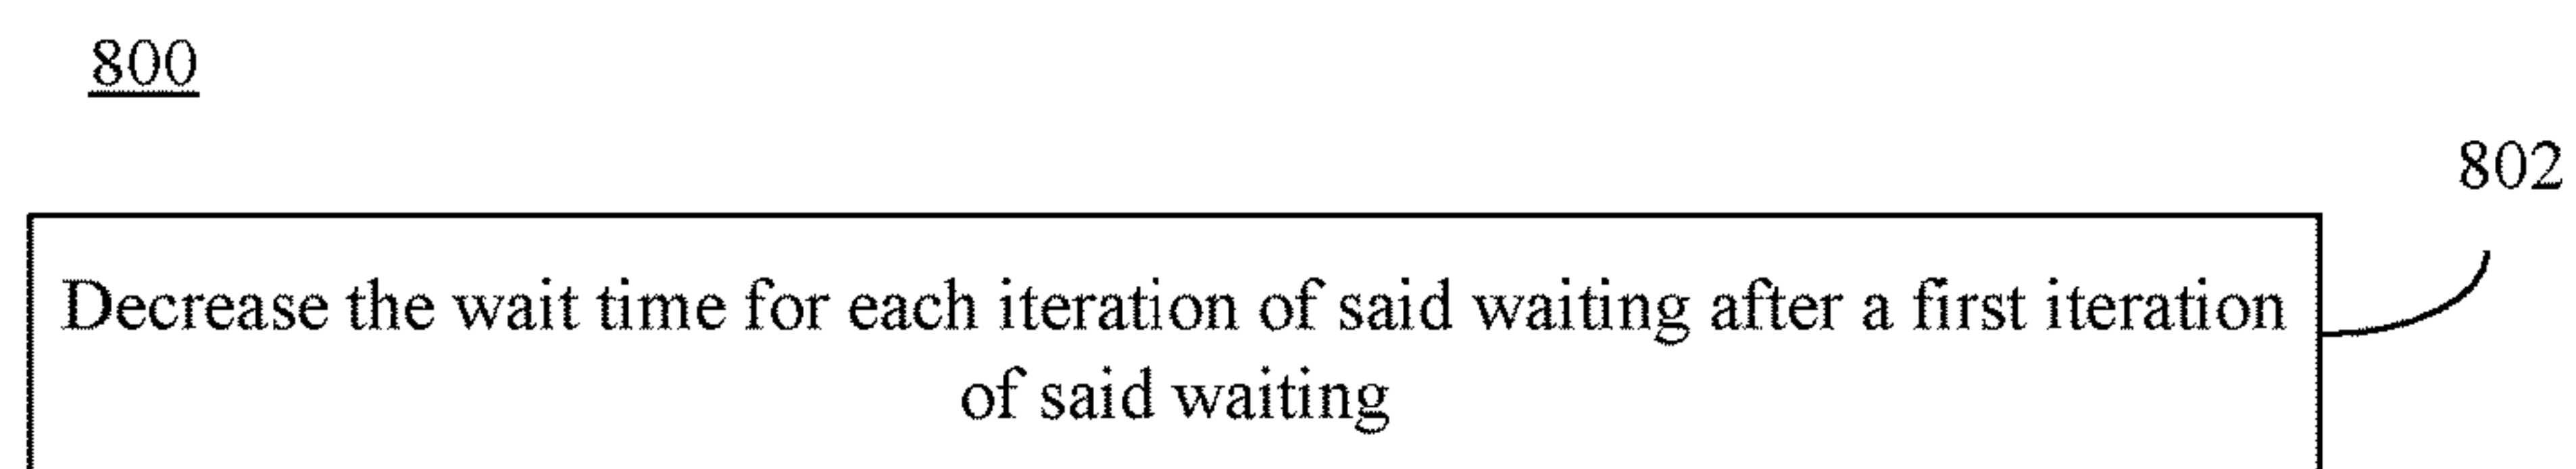 800
802
Decrease the wait time for each iteration of said waiting after a first iteration
of said waiting